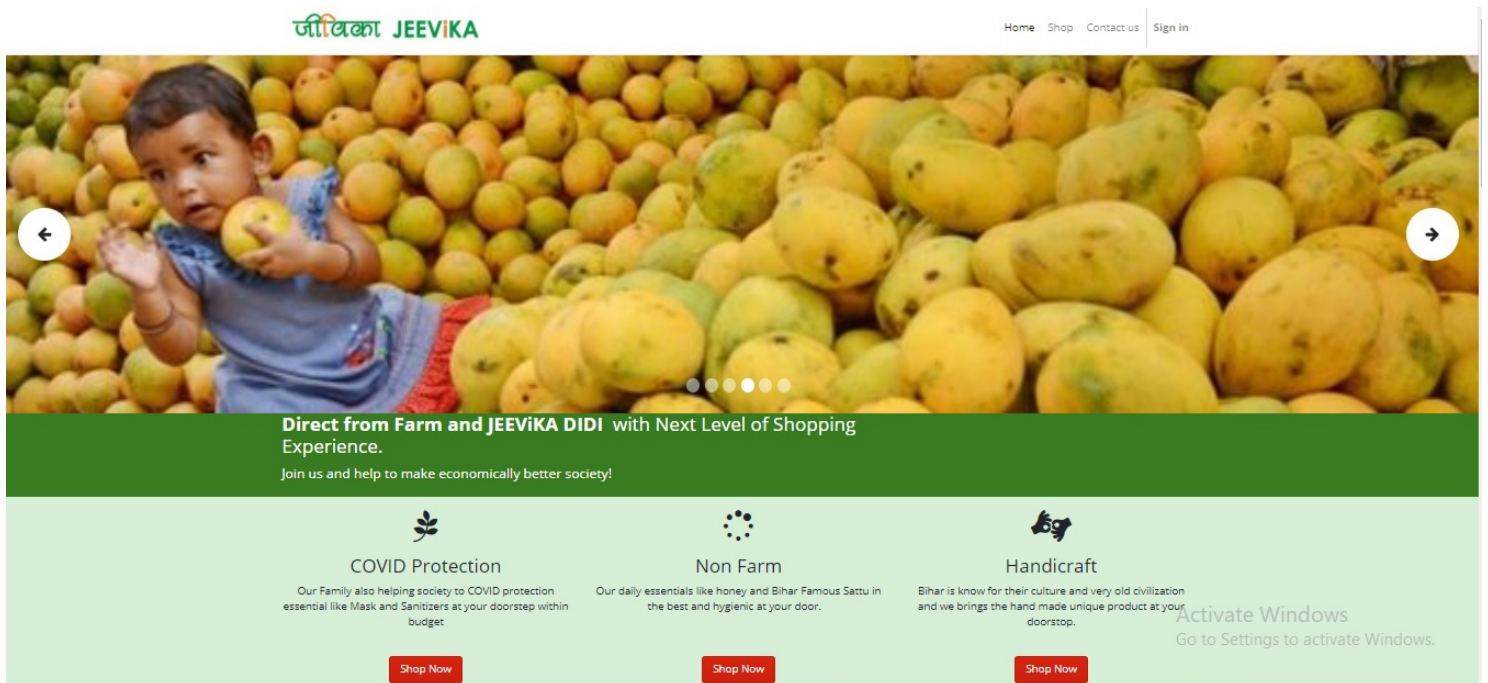 जीविका JEEViKA
Home Shop Contact us Sign in
Direct from Farm and JEEViKA DIDI with Next Level of Shopping
Experience.
Join us and help to make economically better society!
COVID Protection
Our Family also helping society to COVID protection
essential like Mask and Sanitizers at your doorstep within
budget
Shop Now
Non Farm
Our daily essentials like honey and Bihar Famous Sattu in
the best and hygienic at your door.
Shop Now
Handicraft
Bihar is know for their culture and very old civilization
and we brings the hand made unique product at your
doorstop.
Shop Now
Activate Windows
Go to Settings to activate Windows.